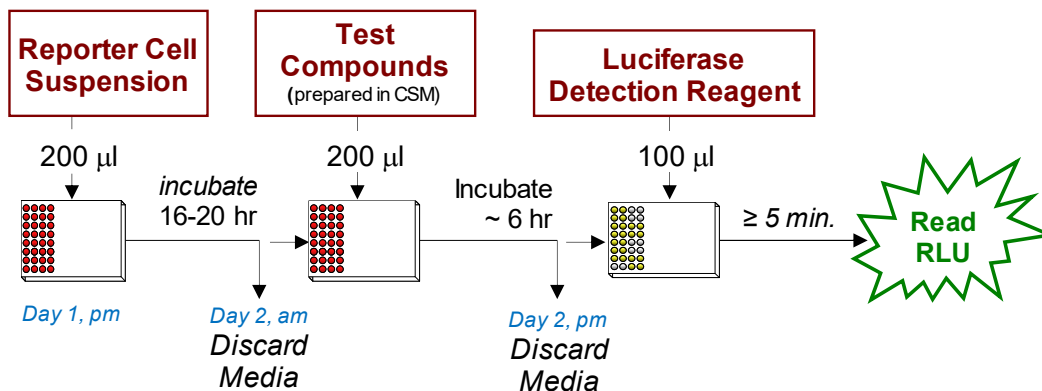 Reporter Cell
Suspension
Test
Compounds
(prepared in CSM)
Luciferase
Detection Reagent
200 µl
200 µl
100 µl
incubate
16-20 hr
Incubate
~ 6 hr
≥ 5 min.
Read
RLU
Day 1, pm
Day 2, am
Discard
Media
Day 2, pm
Discard
Media